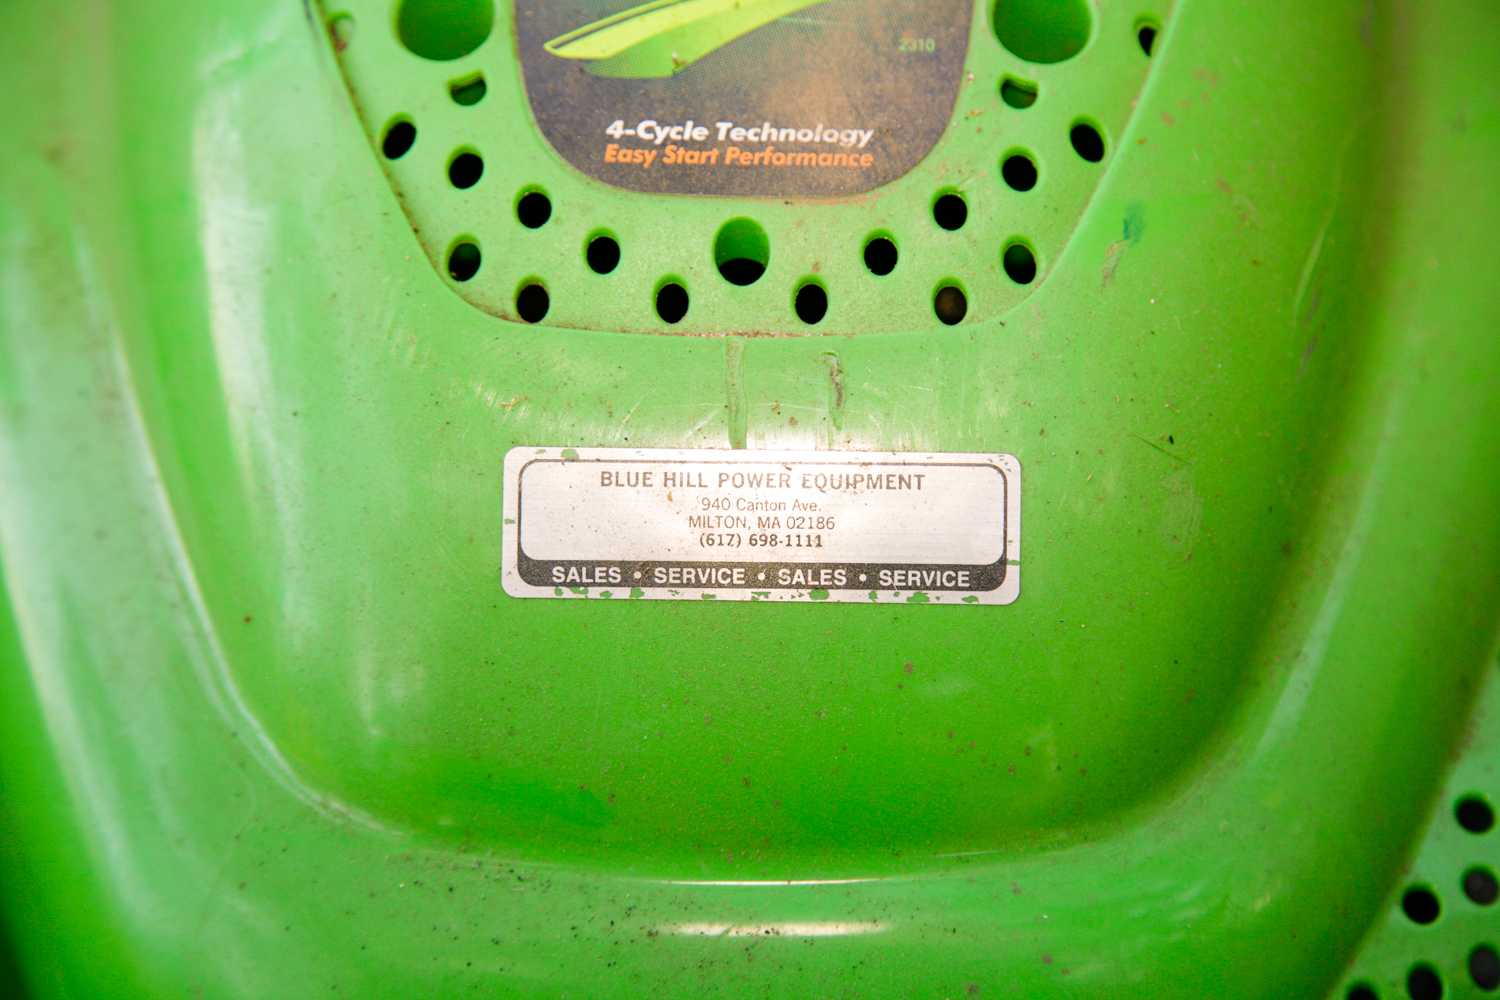 2310
4-Cycle Technology
Easy Start Performance
BLUE HILL POWER EQUIPMENT
940 Canton Ave.
MILTON, MA 02186
(617) 698-1111
SALES • SERVICE • SALES • SERVICE